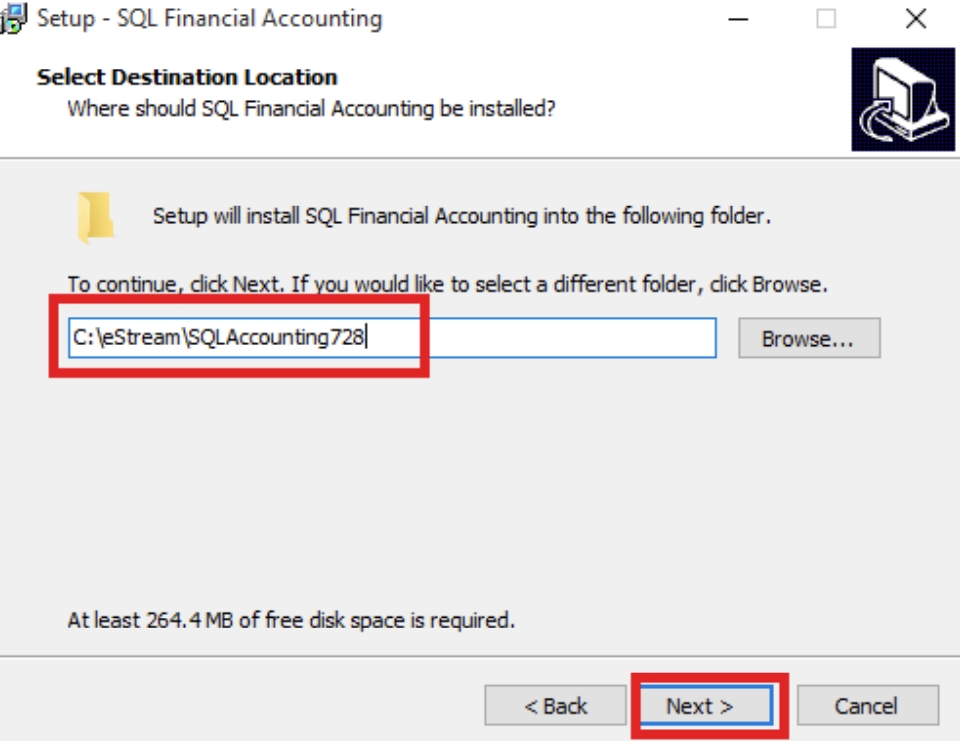 Setup - SQL Financial Accounting
Select Destination Location
Where should SQL Financial Accounting be installed?
Setup will install SQL Financial Accounting into the following folder.
To continue, click Next. If you would like to select a different folder, click Browse.
C:\eStream\SQLAccounting728
Browse...
At least 264.4 MB of free disk space is required.
< Back
Next >
Cancel